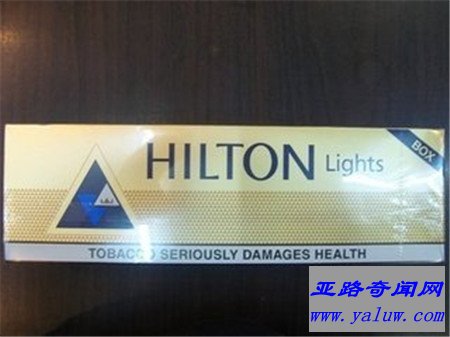 BOX
HILTON Lights
L&J
TOBACCO SERIOUSLY DAMAGES HEALTH
亚路奇闻网
www.yaluw.com